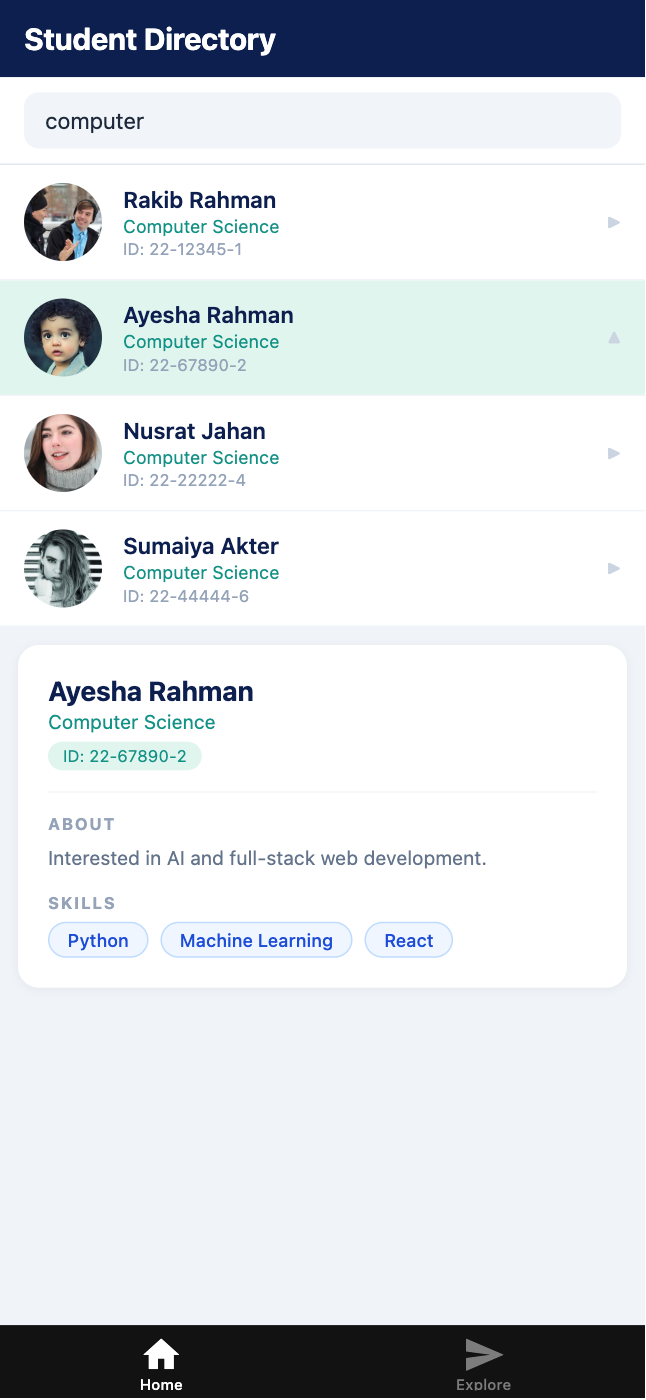 Student Directory
computer
Rakib Rahman
Computer Science
ID: 22-12345-1
Ayesha Rahman
Computer Science
ID: 22-67890-2
Nusrat Jahan
Computer Science
ID: 22-22222-4
Sumaiya Akter
Computer Science
ID: 22-44444-6
Ayesha Rahman
Computer Science
ID: 22-67890-2
ABOUT
Interested in AI and full-stack web development.
SKILLS
Python Machine Learning React
Home Explore